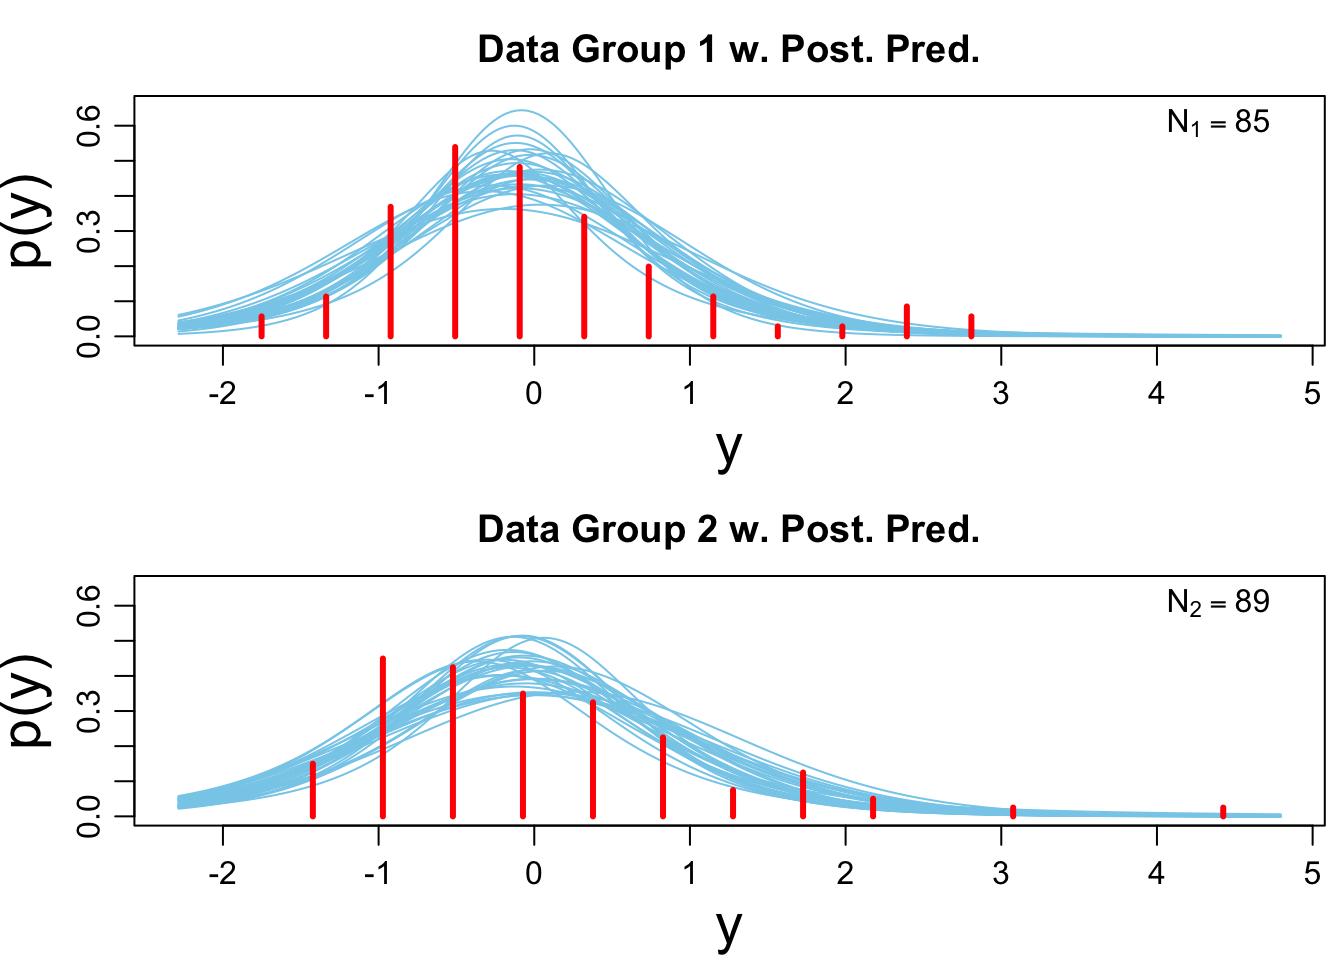 Data Group 1 w. Post. Pred.
N1 = 85
p(y)
0.0 0.3 0.6
-2 -1 0 1 2 3 4 5
y
Data Group 2 w. Post. Pred.
N2 = 89
p(y)
0.0 0.3 0.6
-2 -1 0 1 2 3 4 5
y